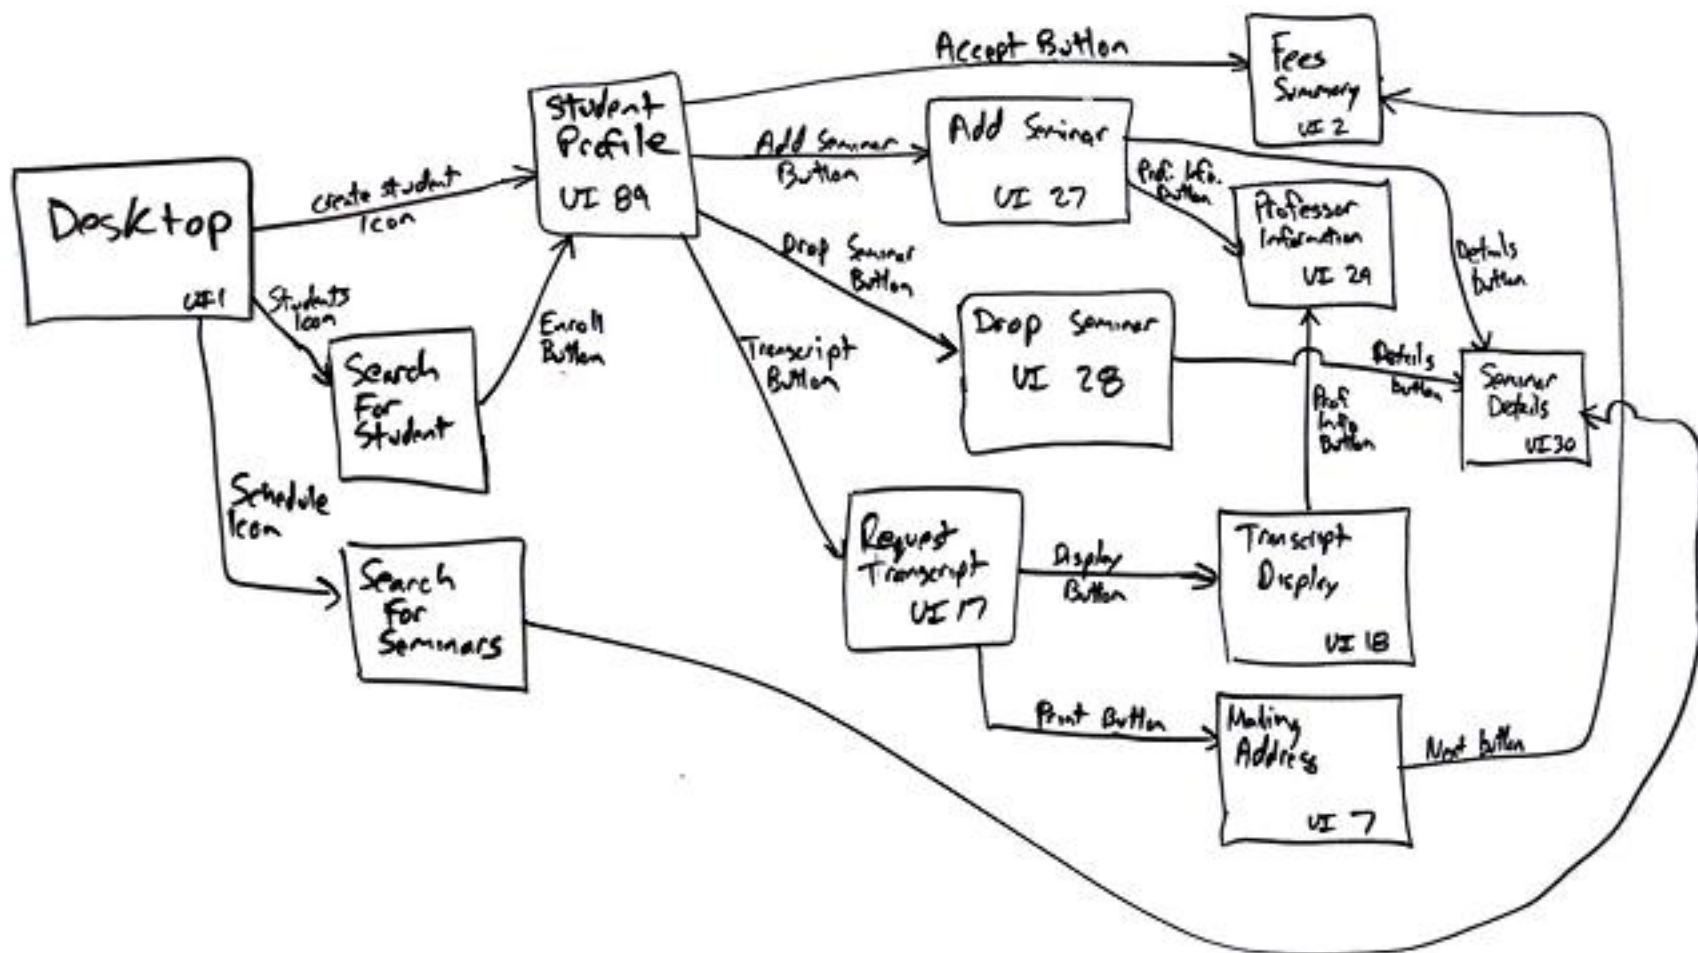 Desktop
UI 1
Create Student
Icon
Students
Icon
Schedule
Icon
Search
For
Student
Search
For
Seminars
Enroll
Button
Student
Profile
UI 89
Accept Button
Add Seminar
Button
Drop Seminar
Button
Transcript
Button
Add Seminar
UI 27
Prof. Info.
Button
Details
button
Drop Seminar
UI 28
Details
button
Request
Transcript
UI 17
Display
Button
Print Button
Fees
Summary
UI 2
Professor
Information
UI 29
Prof
Info
Button
Seminar
Details
UI 30
Transcript
Display
UI 18
Mailing
Address
UI 7
Next button